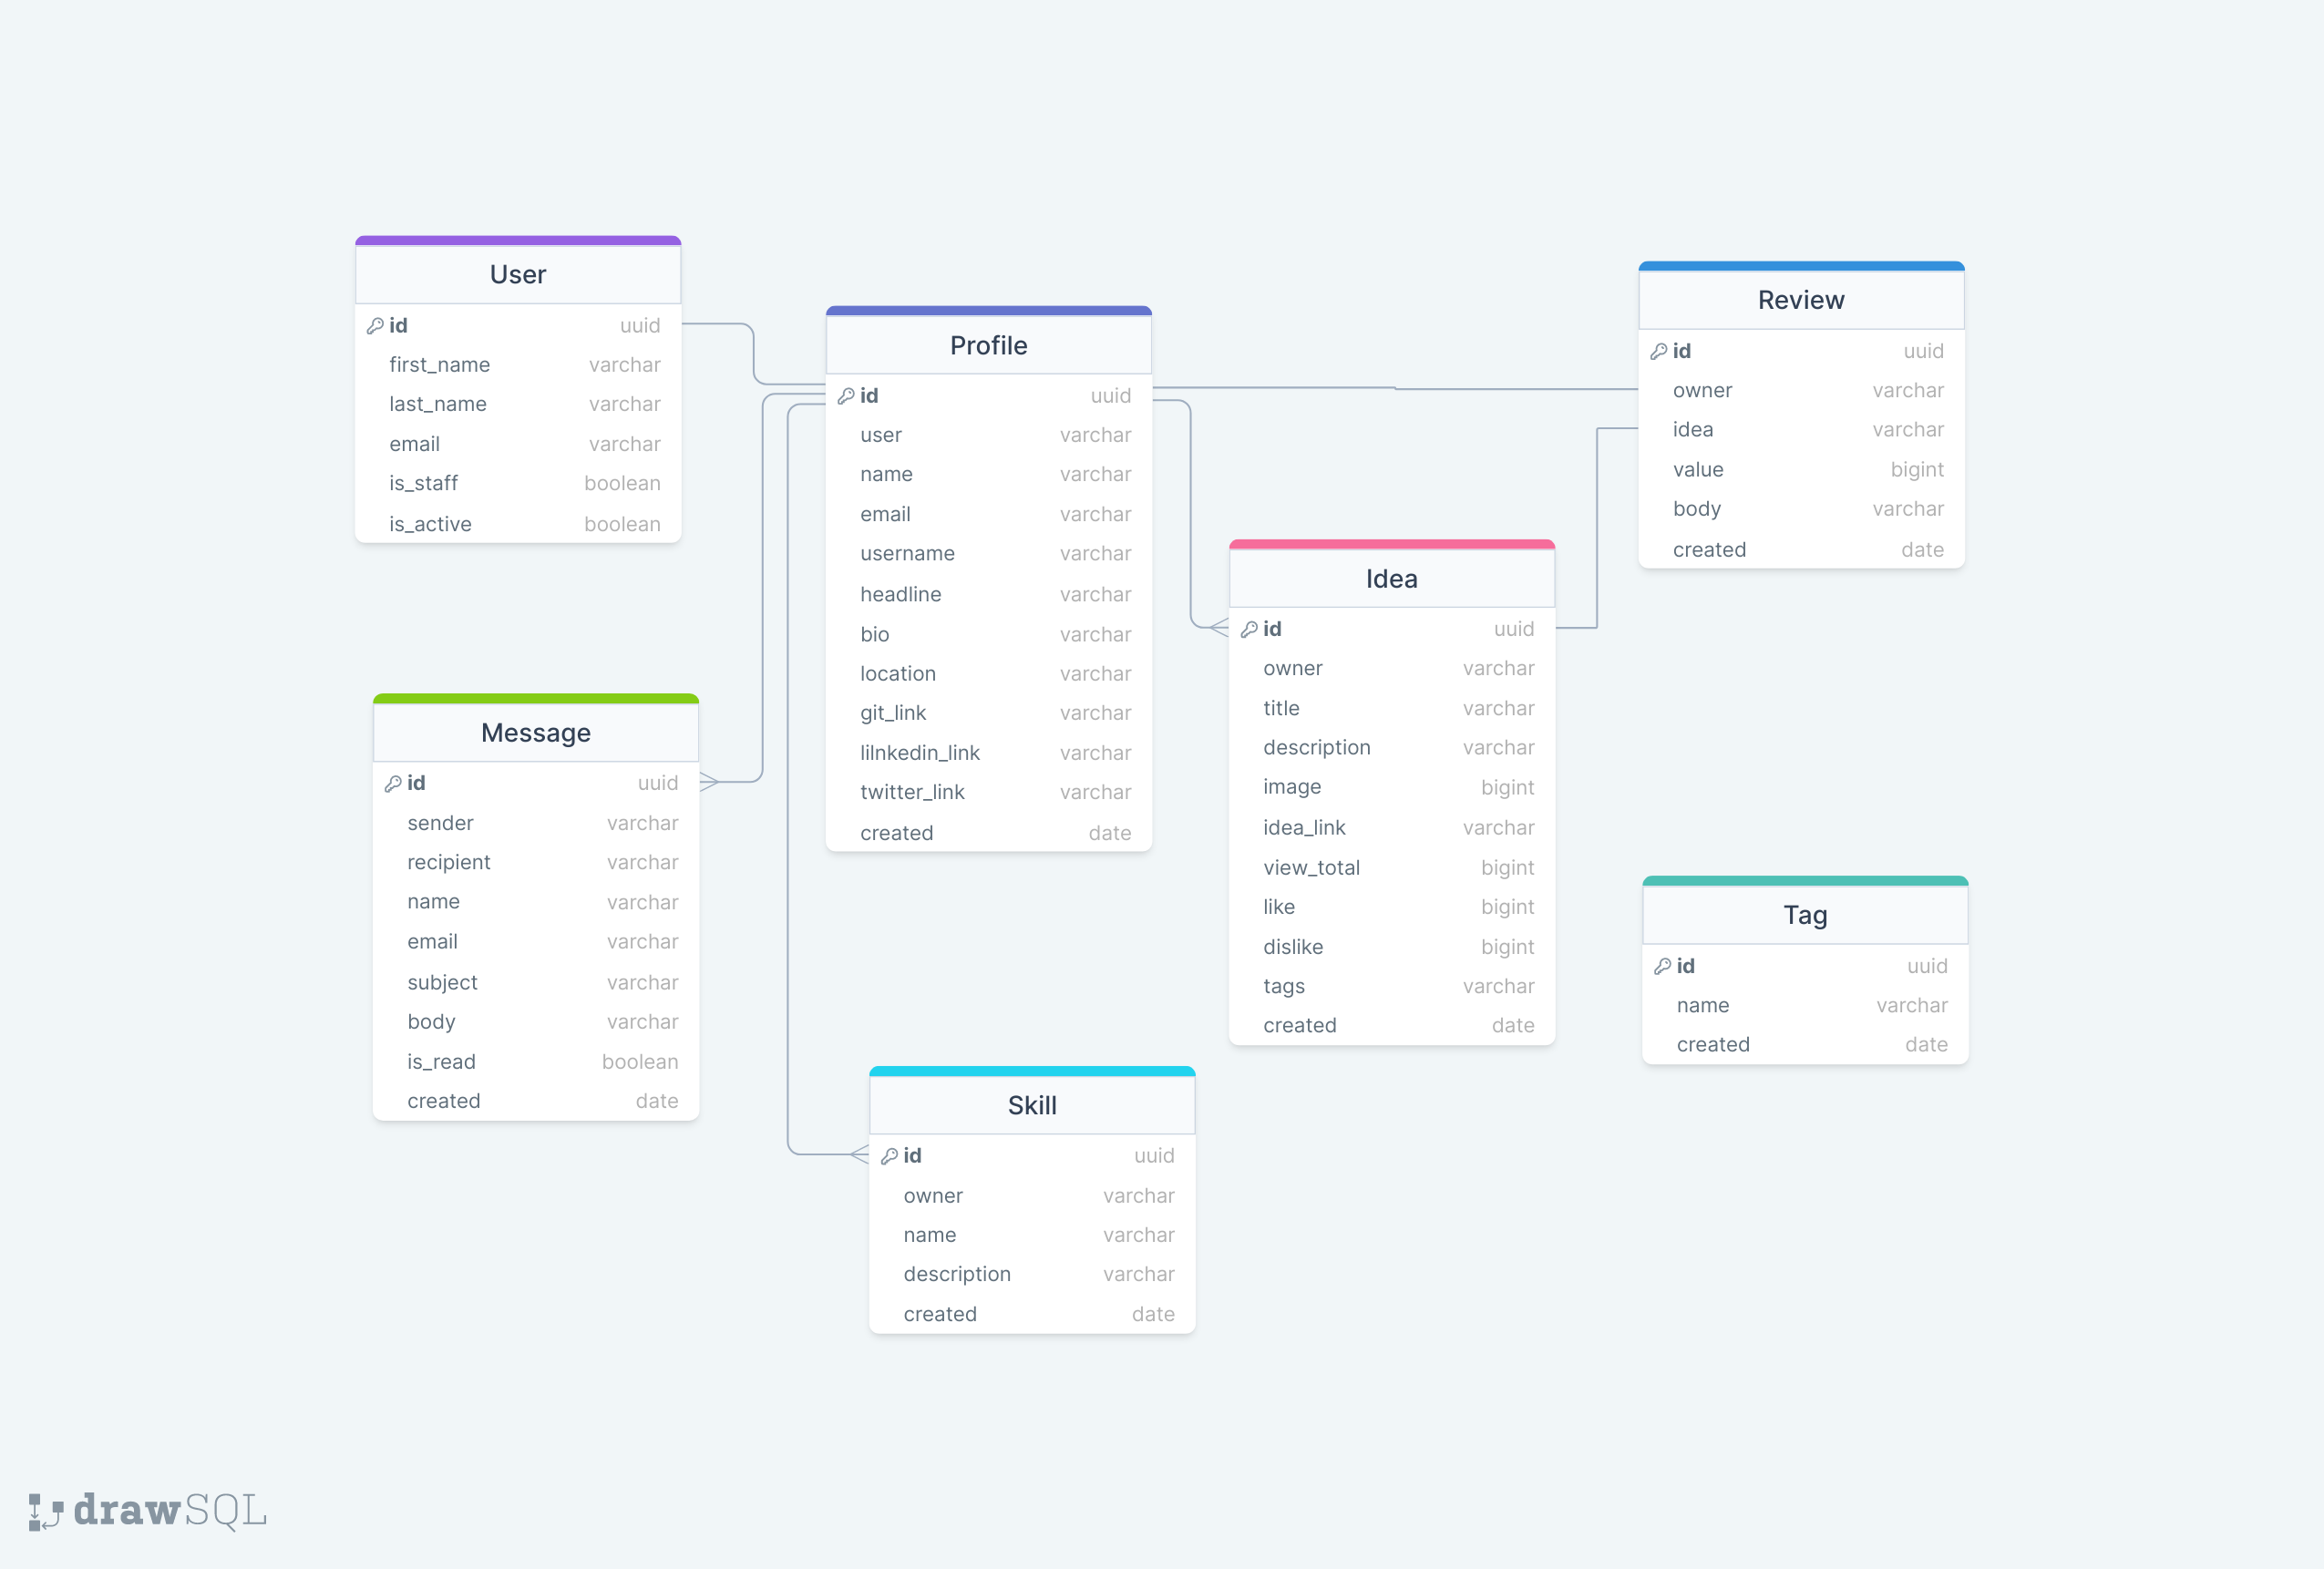 User
id uuid
first_name varchar
last_name varchar
email varchar
is_staff boolean
is_active boolean
Message
id uuid
sender varchar
recipient varchar
name varchar
email varchar
subject varchar
body varchar
is_read boolean
created date
Profile
id uuid
user varchar
name varchar
email varchar
username varchar
headline varchar
bio varchar
location varchar
git_link varchar
lilnkedin_link varchar
twitter_link varchar
created date
Skill
id uuid
owner varchar
name varchar
description varchar
created date
Idea
id uuid
owner varchar
title varchar
description varchar
image bigint
idea_link varchar
view_total bigint
like bigint
dislike bigint
tags varchar
created date
Review
id uuid
owner varchar
idea varchar
value bigint
body varchar
created date
Tag
id uuid
name varchar
created date
drawSQL